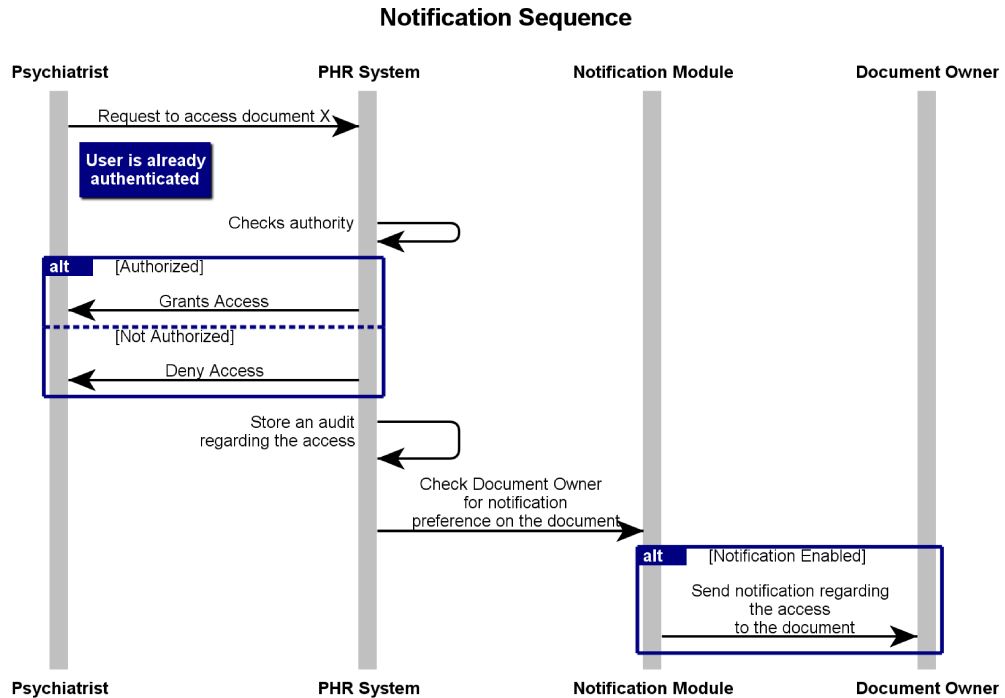 Notification Sequence
Psychiatrist
PHR System
Notification Module
Document Owner
Request to access document X
User is already
authenticated
Checks authority
alt
[Authorized]
Grants Access
[Not Authorized]
Deny Access
Store an audit
regarding the access
Check Document Owner
for notification
preference on the document
alt
[Notification Enabled]
Send notification regarding
the access
to the document
Psychiatrist
PHR System
Notification Module
Document Owner